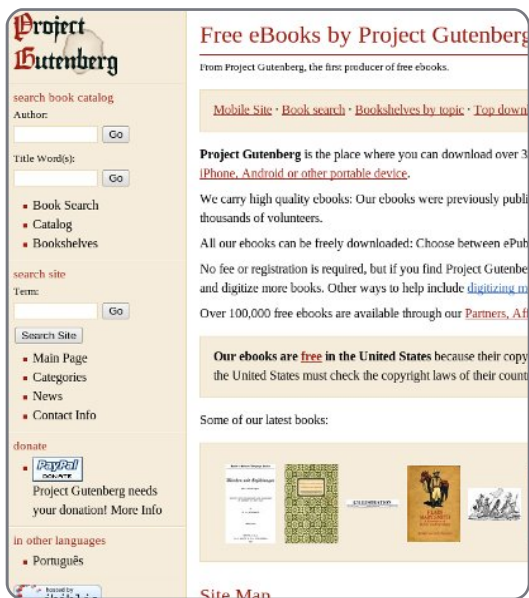 Project
Gutenberg
search book catalog
Author:
Go
Title Word(s):
Go
Book Search
Catalog
Bookshelves
search site
Term:
Go
Search Site
Main Page
Categories
News
Contact Info
donate
PayPal
DONATE
Project Gutenberg needs
your donation! More Info
in other languages
Português
hosted by
Free eBooks by Project Gutenberg
From Project Gutenberg, the first producer of free ebooks.
Mobile Site · Book search · Bookshelves by topic · Top down
Project Gutenberg is the place where you can download over 3
iPhone, Android or other portable device.
We carry high quality ebooks: Our ebooks were previously publi
thousands of volunteers.
All our ebooks can be freely downloaded: Choose between ePub
No fee or registration is required, but if you find Project Gutenbe
and digitize more books. Other ways to help include digitizing m
Over 100,000 free ebooks are available through our Partners, Aff
Our ebooks are free in the United States because their copy
the United States must check the copyright laws of their count
Some of our latest books:
Site Map